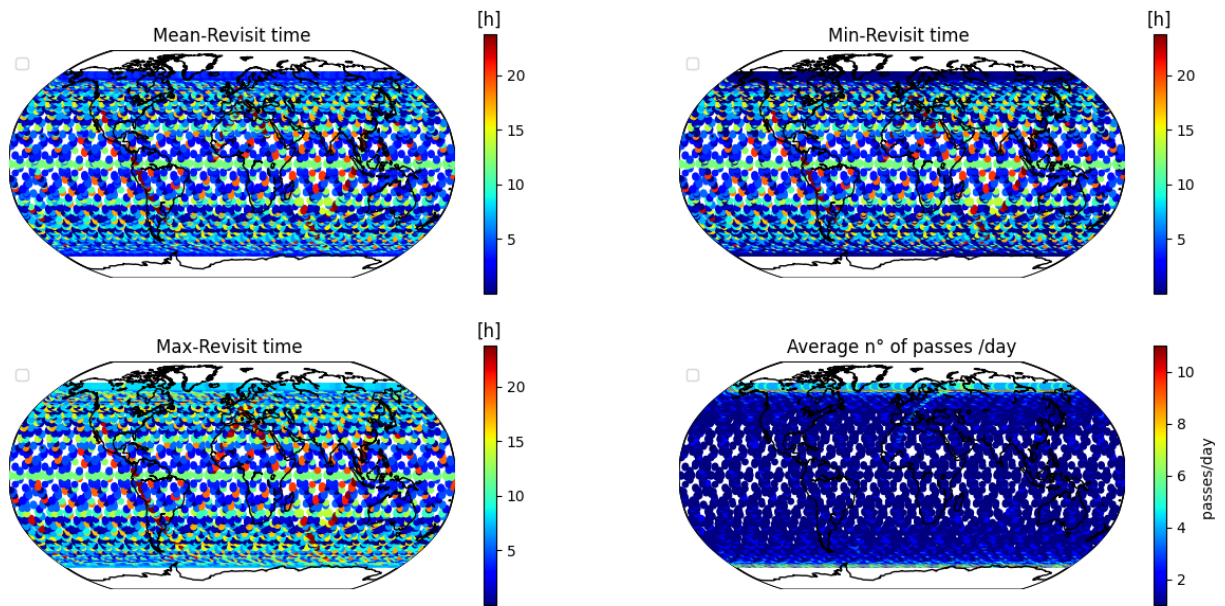 [h]
Mean-Revisit time
20
15
10
5
[h]
Min-Revisit time
20
15
10
5
[h]
Max-Revisit time
20
15
10
5
Average n° of passes /day
10
8
6
4
2
passes/day